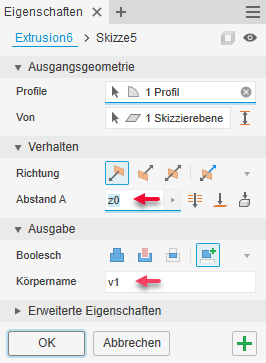 Eigenschaften × +
Extrusion6 > Skizze5
Ausgangsgeometrie
Profile 1 Profil
Von 1 Skizzierebene
Verhalten
Richtung
Abstand A z0
Ausgabe
Boolesch
Körpername v1
Erweiterte Eigenschaften
OK Abbrechen